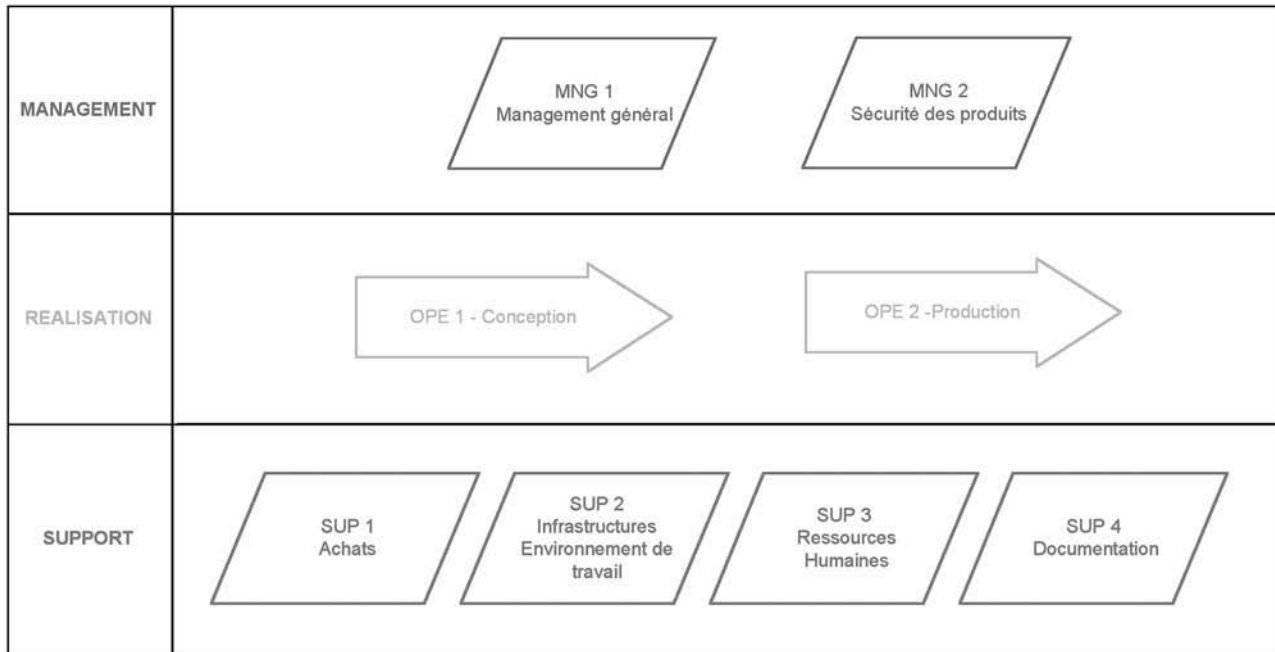 MANAGEMENT
MNG 1
Management général
MNG 2
Sécurité des produits
REALISATION
OPE 1 - Conception
OPE 2 -Production
SUPPORT
SUP 1
Achats
SUP 2
Infrastructures
Environnement de
travail
SUP 3
Ressources
Humaines
SUP 4
Documentation